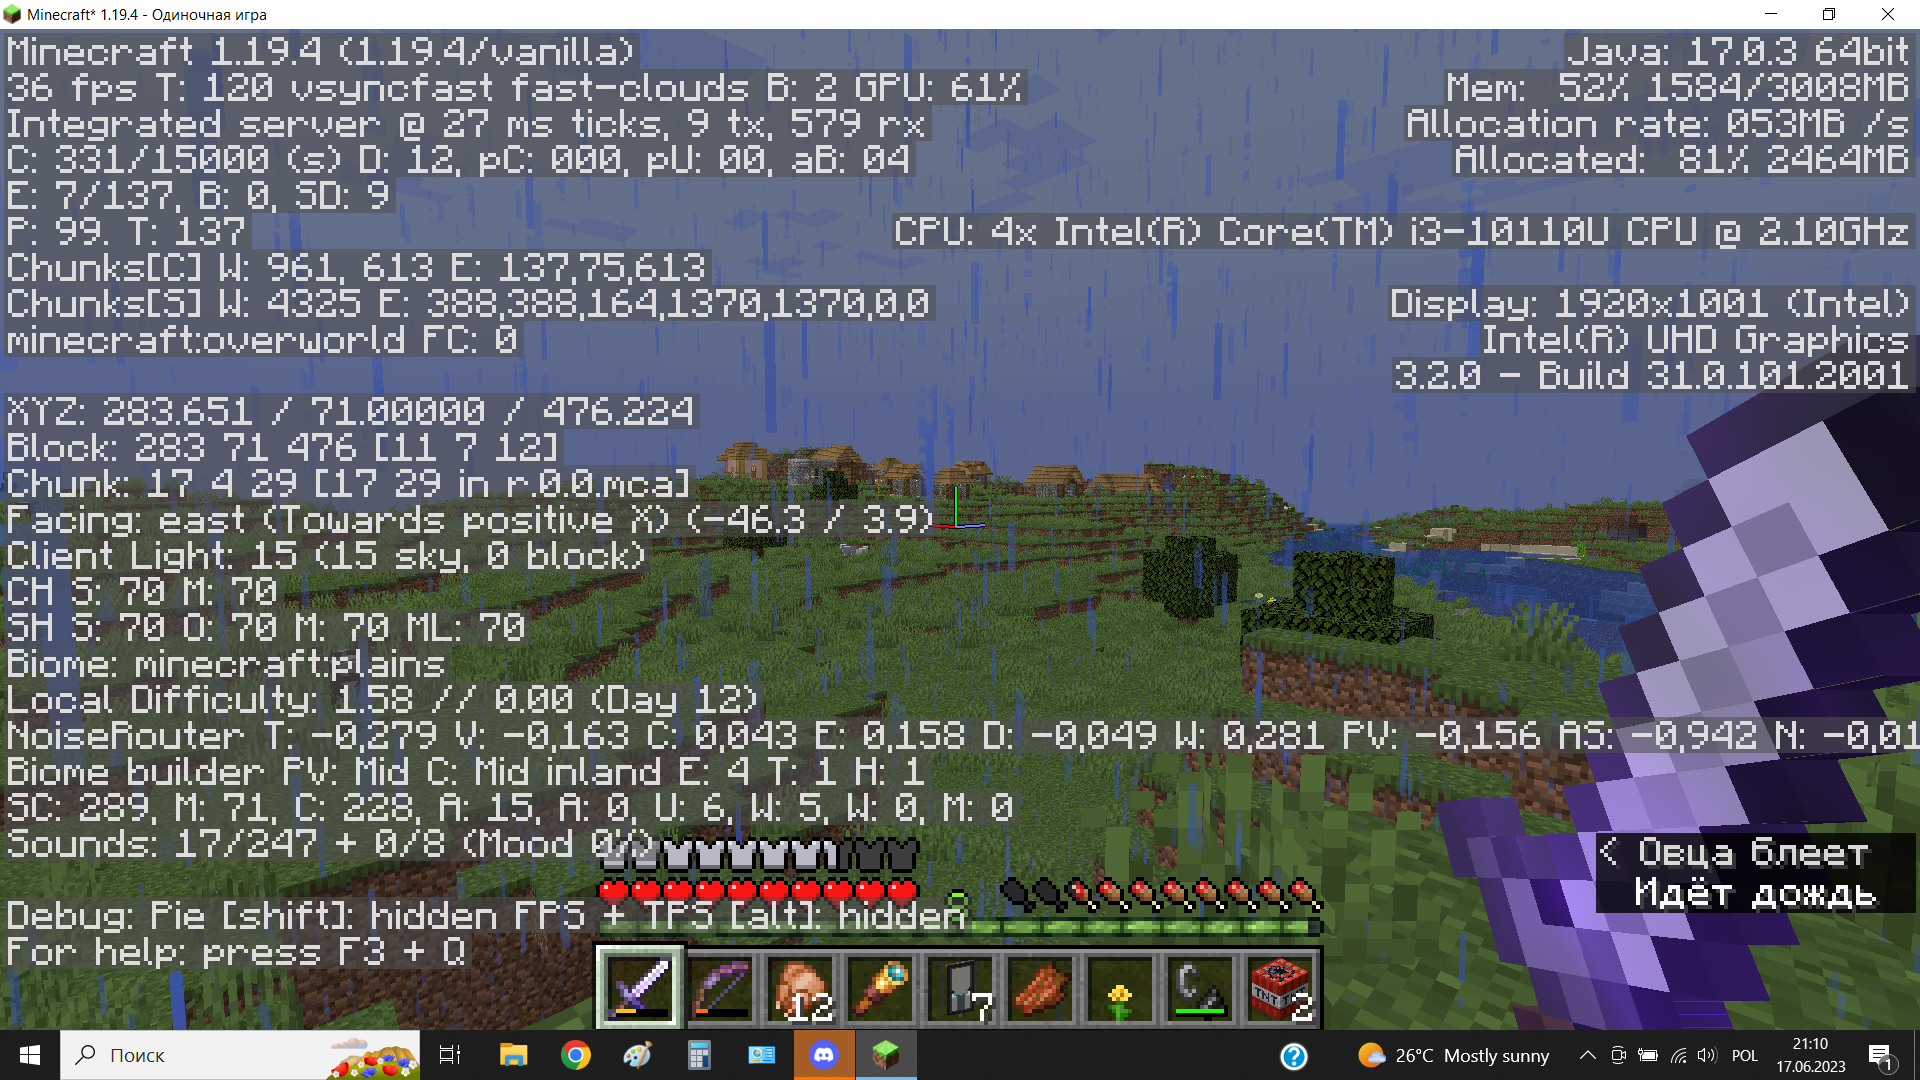 Minecraft* 1.19.4 - Одиночная игра
Minecraft 1.19.4 (1.19.4/vanilla)
36 fps T: 120 vsyncfast fast-clouds B: 2 GPU: 61%
Integrated server @ 27 ms ticks, 9 tx, 579 rx
C: 331/15000 (s) D: 12, pC: 000, pU: 00, aB: 04
E: 7/137, B: 0, SD: 9
P: 99. T: 137
Chunks[C] W: 961, 613 E: 137,75,613
Chunks[S] W: 4325 E: 388,388,164,1370,1370,0,0
minecraft:overworld FC: 0
XYZ: 283.651 / 71.00000 / 476.224
Block: 283 71 476 [11 7 12]
Chunk: 17 4 29 [17 29 in r.0.0.mca]
Facing: east (Towards positive X) (-46.3 / 3.9)
Client Light: 15 (15 sky, 0 block)
CH S: 70 M: 70
SH S: 70 O: 70 M: 70 ML: 70
Biome: minecraft:plains
Local Difficulty: 1.58 // 0.00 (Day 12)
NoiseRouter T: -0,279 V: -0,163 C: 0,043 E: 0,158 D: -0,049 W: 0,281 PV: -0,156 AS: -0,942 N: -0,01
Biome builder PV: Mid C: Mid inland E: 4 T: 1 H: 1
SC: 289, M: 71, C: 228, A: 15, A: 0, U: 6, W: 5, W: 0, M: 0
Sounds: 17/247 + 0/8 (Mood 0%)
Debug: Pie [shift]: hidden FPS + TPS [alt]: hidden
For help: press F3 + Q
Java: 17.0.3 64bit
Mem: 52% 1584/3008MB
Allocation rate: 053MB /s
Allocated: 81% 2464MB
CPU: 4x Intel(R) Core(TM) i3-10110U CPU @ 2.10GHz
Display: 1920x1001 (Intel)
Intel(R) UHD Graphics
3.2.0 - Build 31.0.101.2001
< Овца блеет
Идёт дождь
12
7
TNT
2
Поиск
26°C Mostly sunny
POL
21:10
17.06.2023
1